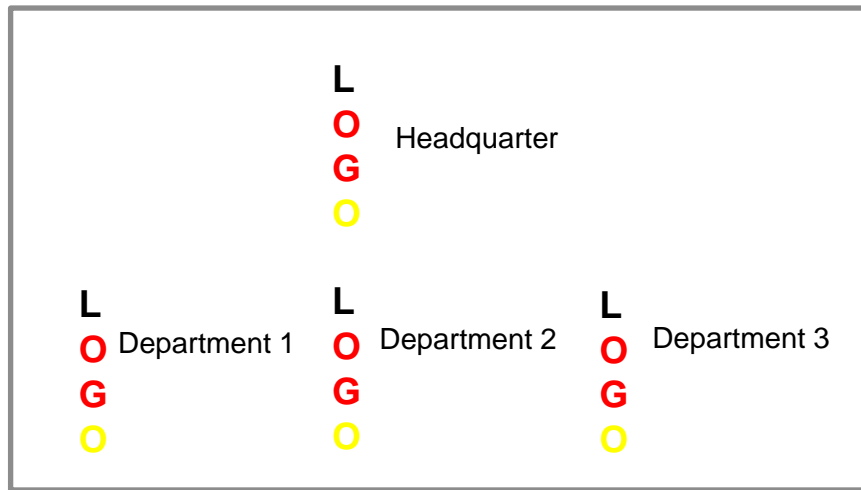 L
O
G
O
Headquarter
L
O
G
O
Department 1
L
O
G
O
Department 2
L
O
G
O
Department 3